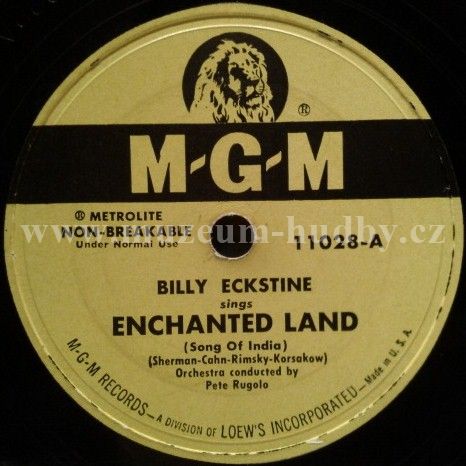 ®
M-G-M
® METROLITE
NON-BREAKABLE
Under Normal Use
11028-A
www.muzeum-hudby.cz
BILLY ECKSTINE
sings
ENCHANTED LAND
(Song Of India)
(Sherman-Cahn-Rimsky-Korsakow)
Orchestra conducted by
Pete Rugolo
M-G-M RECORDS—A DIVISION OF LOEW'S INCORPORATED—Made in U.S.A.